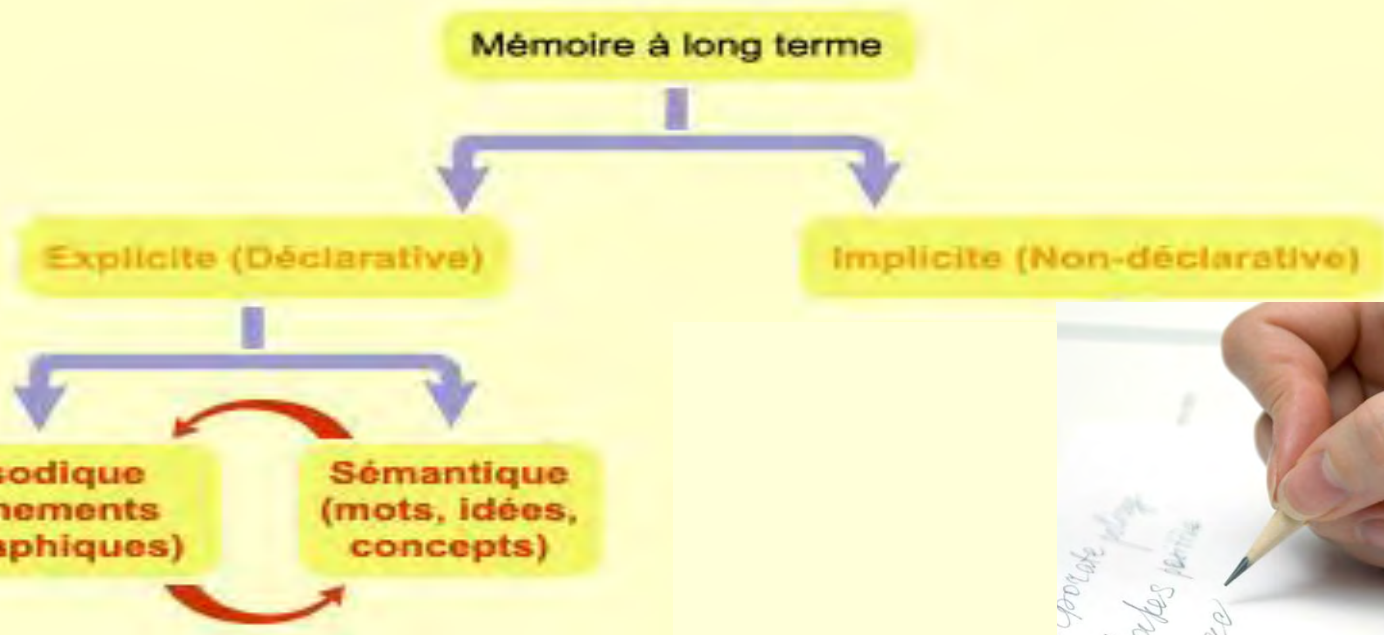 Mémoire à long terme
Explicite (Déclarative)
Implicite (Non-déclarative)
sodique
nements
aphiques)
Sémantique
(mots, idées,
concepts)